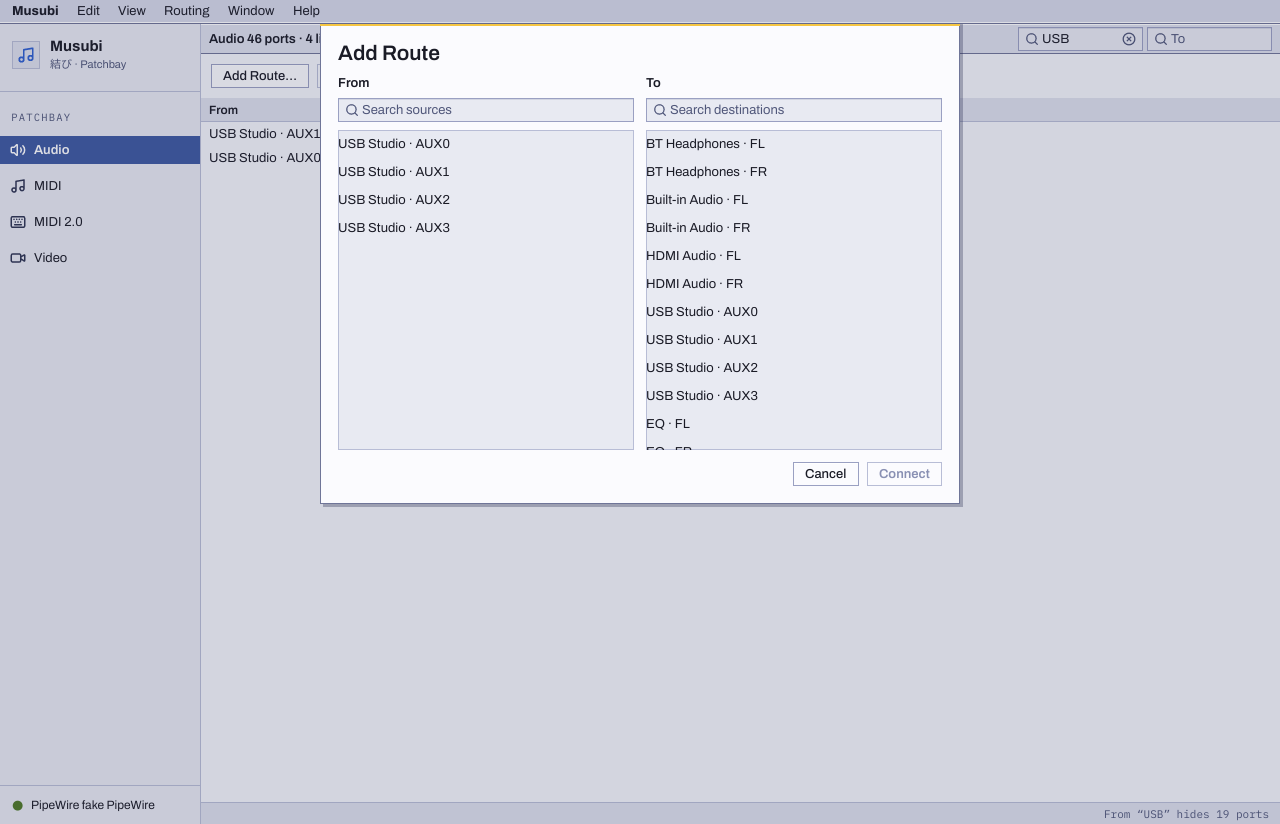 Musubi Edit View Routing Window Help
Musubi
結び · Patchbay
PATCHBAY
Audio
MIDI
MIDI 2.0
Video
PipeWire fake PipeWire
Audio 46 ports · 4
USB
To
Add Route…
From
USB Studio · AUX1
USB Studio · AUX0
Add Route
From
Search sources
USB Studio · AUX0
USB Studio · AUX1
USB Studio · AUX2
USB Studio · AUX3
To
Search destinations
BT Headphones · FL
BT Headphones · FR
Built-in Audio · FL
Built-in Audio · FR
HDMI Audio · FL
HDMI Audio · FR
USB Studio · AUX0
USB Studio · AUX1
USB Studio · AUX2
USB Studio · AUX3
EQ · FL
Cancel
Connect
From “USB” hides 19 ports